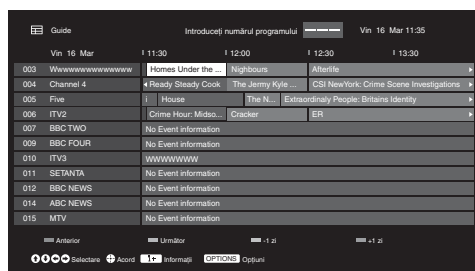 Guide Introduceți numărul programului Vin 16 Mar 11:35
Vin 16 Mar 11:30 12:00 12:30 13:30
003 Wwwwwwwwwwwwww Homes Under the ... Nighbours Afterlife
004 Channel 4 Ready Steady Cook The Jermy Kyle ... CSI NewYork: Crime Scene Investigations
005 Five House The N... Extraordinaly People: Britains Identity
006 ITV2 Crime Hour: Midso... Cracker ER
007 BBC TWO No Event information
009 BBC FOUR No Event information
010 ITV3 wwwwwww
011 SETANTA No Event information
012 BBC NEWS No Event information
014 ABC NEWS No Event information
015 MTV No Event information
Anterior Următor -1 zi +1 zi
Selectare Acord 1+ Informații OPTIONS Opțiuni